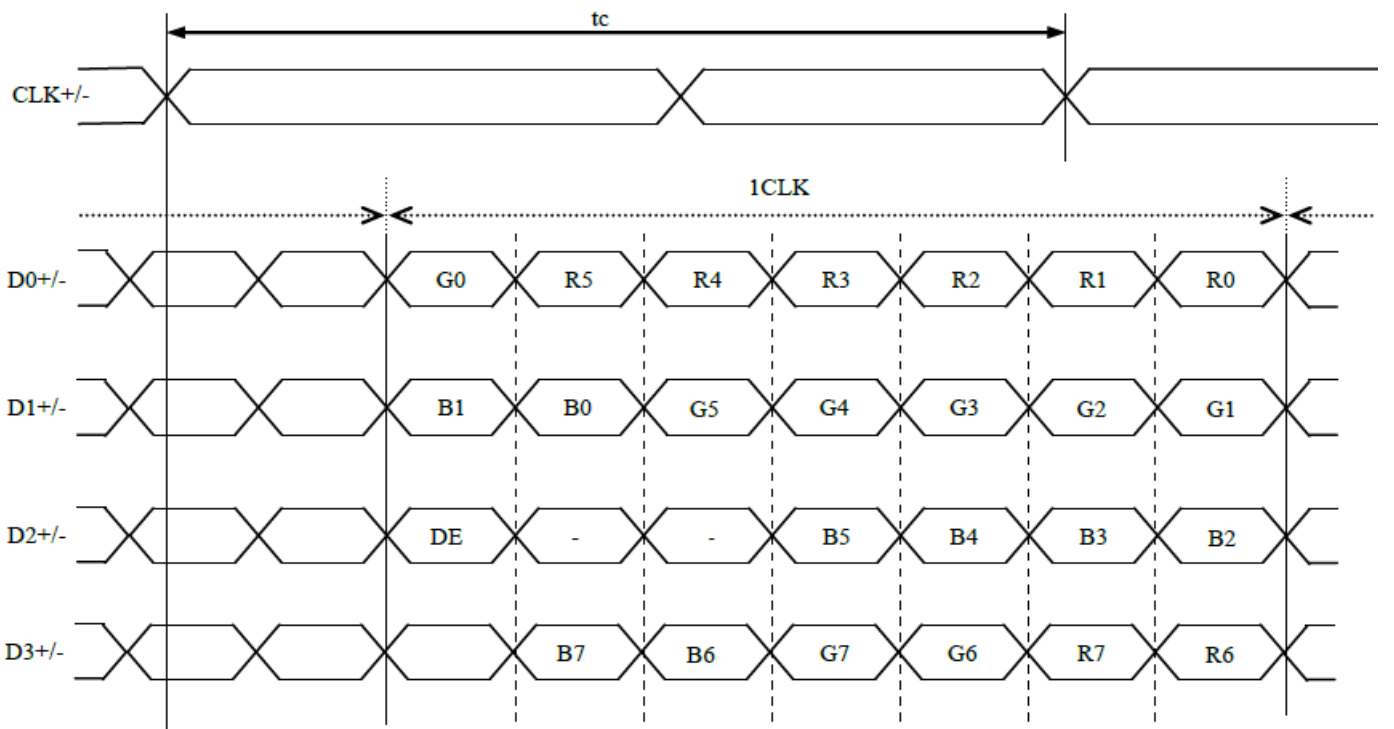 tc
CLK+/-
1CLK
D0+/- G0 R5 R4 R3 R2 R1 R0
D1+/- B1 B0 G5 G4 G3 G2 G1
D2+/- DE - - B5 B4 B3 B2
D3+/- B7 B6 G7 G6 R7 R6